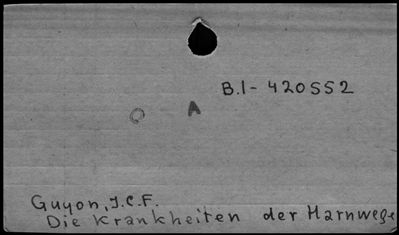 B.I- 420552
A
Guyon, J.C.F.
Die Krankheiten der Harnwege